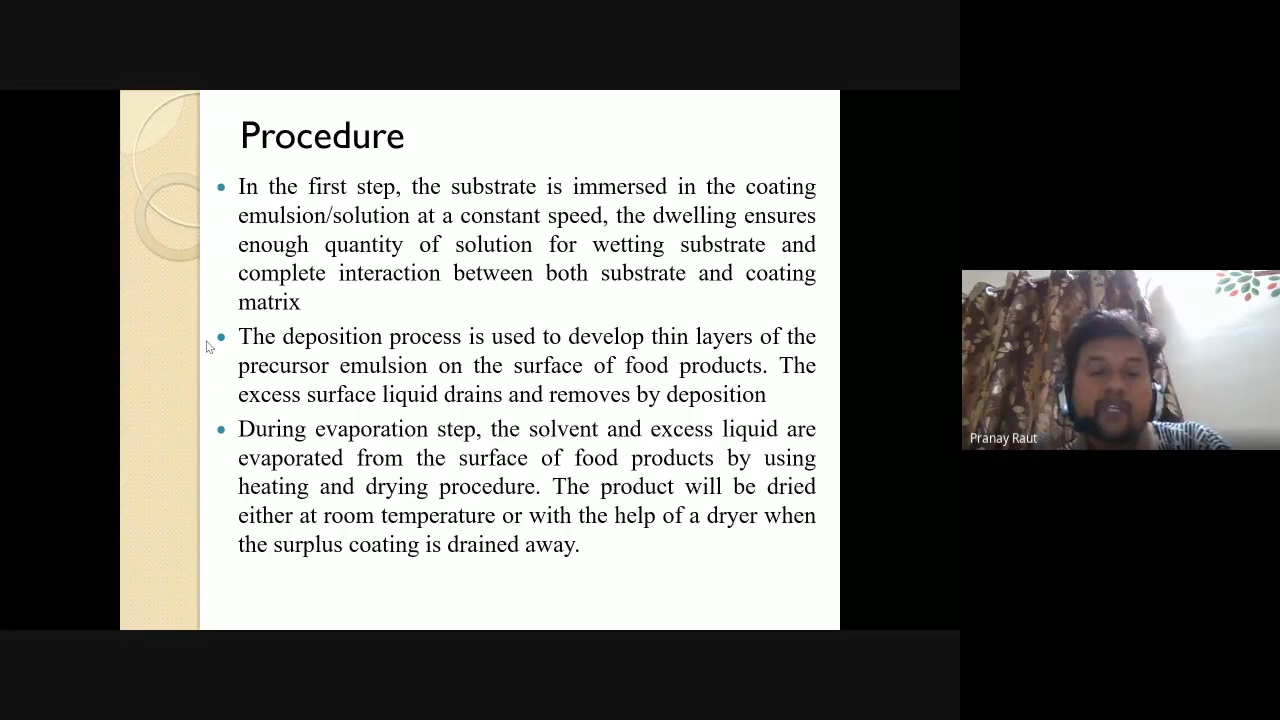 Procedure
In the first step, the substrate is immersed in the coating
emulsion/solution at a constant speed, the dwelling ensures
enough quantity of solution for wetting substrate and
complete interaction between both substrate and coating
matrix
The deposition process is used to develop thin layers of the
precursor emulsion on the surface of food products. The
excess surface liquid drains and removes by deposition
During evaporation step, the solvent and excess liquid are
evaporated from the surface of food products by using
heating and drying procedure. The product will be dried
either at room temperature or with the help of a dryer when
the surplus coating is drained away.
Pranay Raut